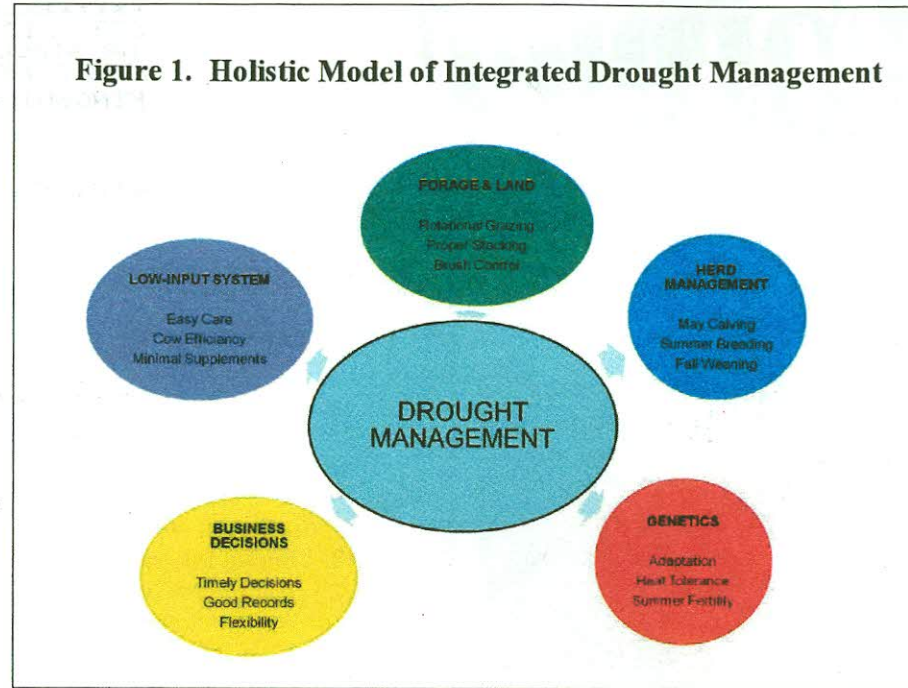 Figure 1. Holistic Model of Integrated Drought Management
FORAGE & LAND
Rotational Grazing
Proper Stocking
Brush Control
LOW-INPUT SYSTEM
Easy Care
Cow Efficiency
Minimal Supplements
HERD
MANAGEMENT
May Calving
Summer Breeding
Fall Weaning
DROUGHT
MANAGEMENT
BUSINESS
DECISIONS
Timely Decisions
Good Records
Flexibility
GENETICS
Adaptation
Heat Tolerance
Summer Fertility